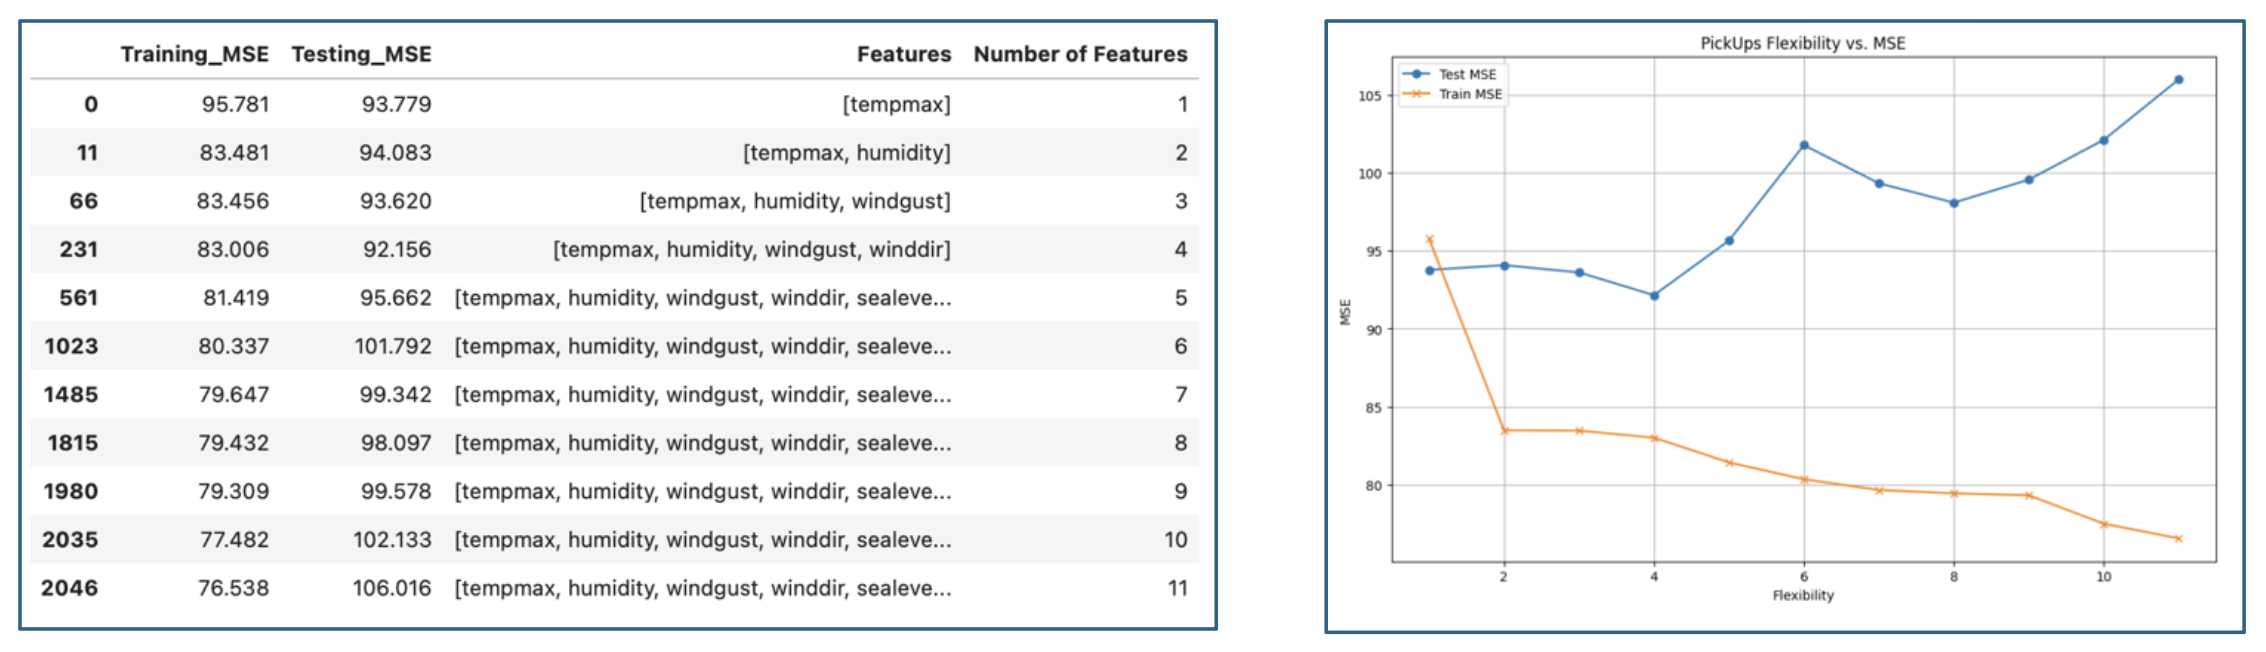 Training_MSE Testing_MSE Features Number of Features
0 95.781 93.779 [tempmax] 1
11 83.481 94.083 [tempmax, humidity] 2
66 83.456 93.620 [tempmax, humidity, windgust] 3
231 83.006 92.156 [tempmax, humidity, windgust, winddir] 4
561 81.419 95.662 [tempmax, humidity, windgust, winddir, sealeve... 5
1023 80.337 101.792 [tempmax, humidity, windgust, winddir, sealeve... 6
1485 79.647 99.342 [tempmax, humidity, windgust, winddir, sealeve... 7
1815 79.432 98.097 [tempmax, humidity, windgust, winddir, sealeve... 8
1980 79.309 99.578 [tempmax, humidity, windgust, winddir, sealeve... 9
2035 77.482 102.133 [tempmax, humidity, windgust, winddir, sealeve... 10
2046 76.538 106.016 [tempmax, humidity, windgust, winddir, sealeve... 11
PickUps Flexibility vs. MSE
Test MSE
Train MSE
105
100
95
90
85
80
MSE
2 4 6 8 10
Flexibility